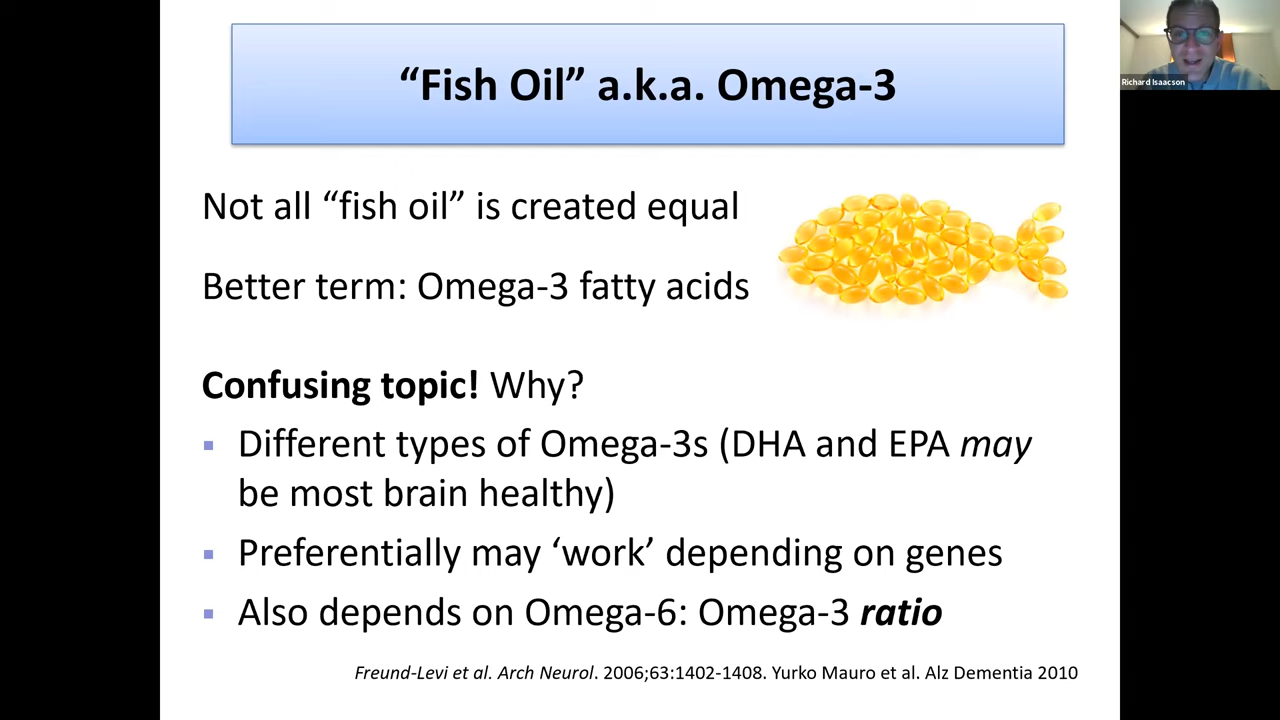 “Fish Oil” a.k.a. Omega-3
Richard Isaacson
Not all “fish oil” is created equal
Better term: Omega-3 fatty acids
Confusing topic! Why?
▪ Different types of Omega-3s (DHA and EPA may
be most brain healthy)
▪ Preferentially may ‘work’ depending on genes
▪ Also depends on Omega-6: Omega-3 ratio
Freund-Levi et al. Arch Neurol. 2006;63:1402-1408. Yurko Mauro et al. Alz Dementia 2010